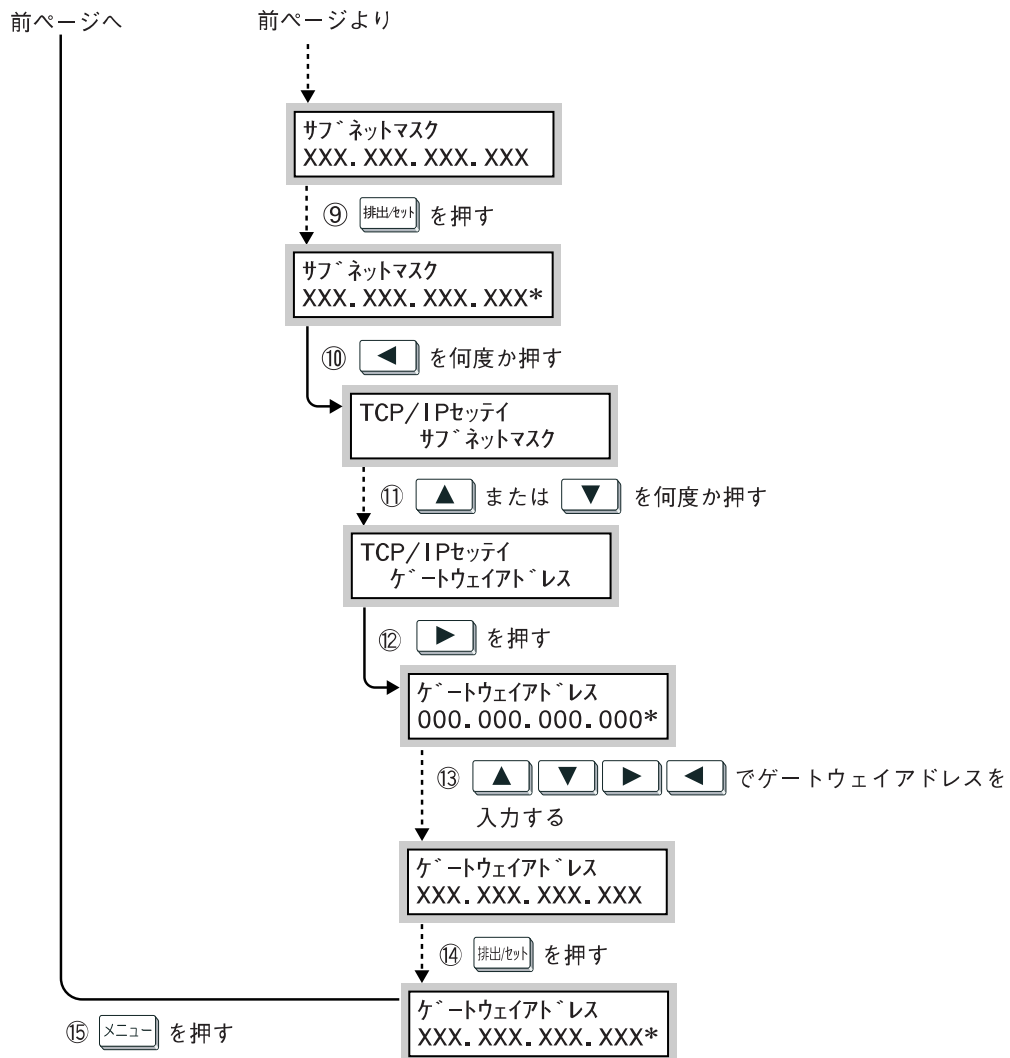 前ページへ
前ページより
サブネットマスク
XXX.XXX.XXX.XXX
⑨ 排出/セット を押す
サブネットマスク
XXX.XXX.XXX.XXX*
⑩ ◀ を何度か押す
TCP/IPセッテイ
サブネットマスク
⑪ ▲ または ▼ を何度か押す
TCP/IPセッテイ
ゲートウェイアドレス
⑫ ▶ を押す
ゲートウェイアドレス
000.000.000.000*
⑬ ▲ ▼ ▶ ◀ でゲートウェイアドレスを
入力する
ゲートウェイアドレス
XXX.XXX.XXX.XXX
⑭ 排出/セット を押す
ゲートウェイアドレス
XXX.XXX.XXX.XXX*
⑮ メニュー を押す